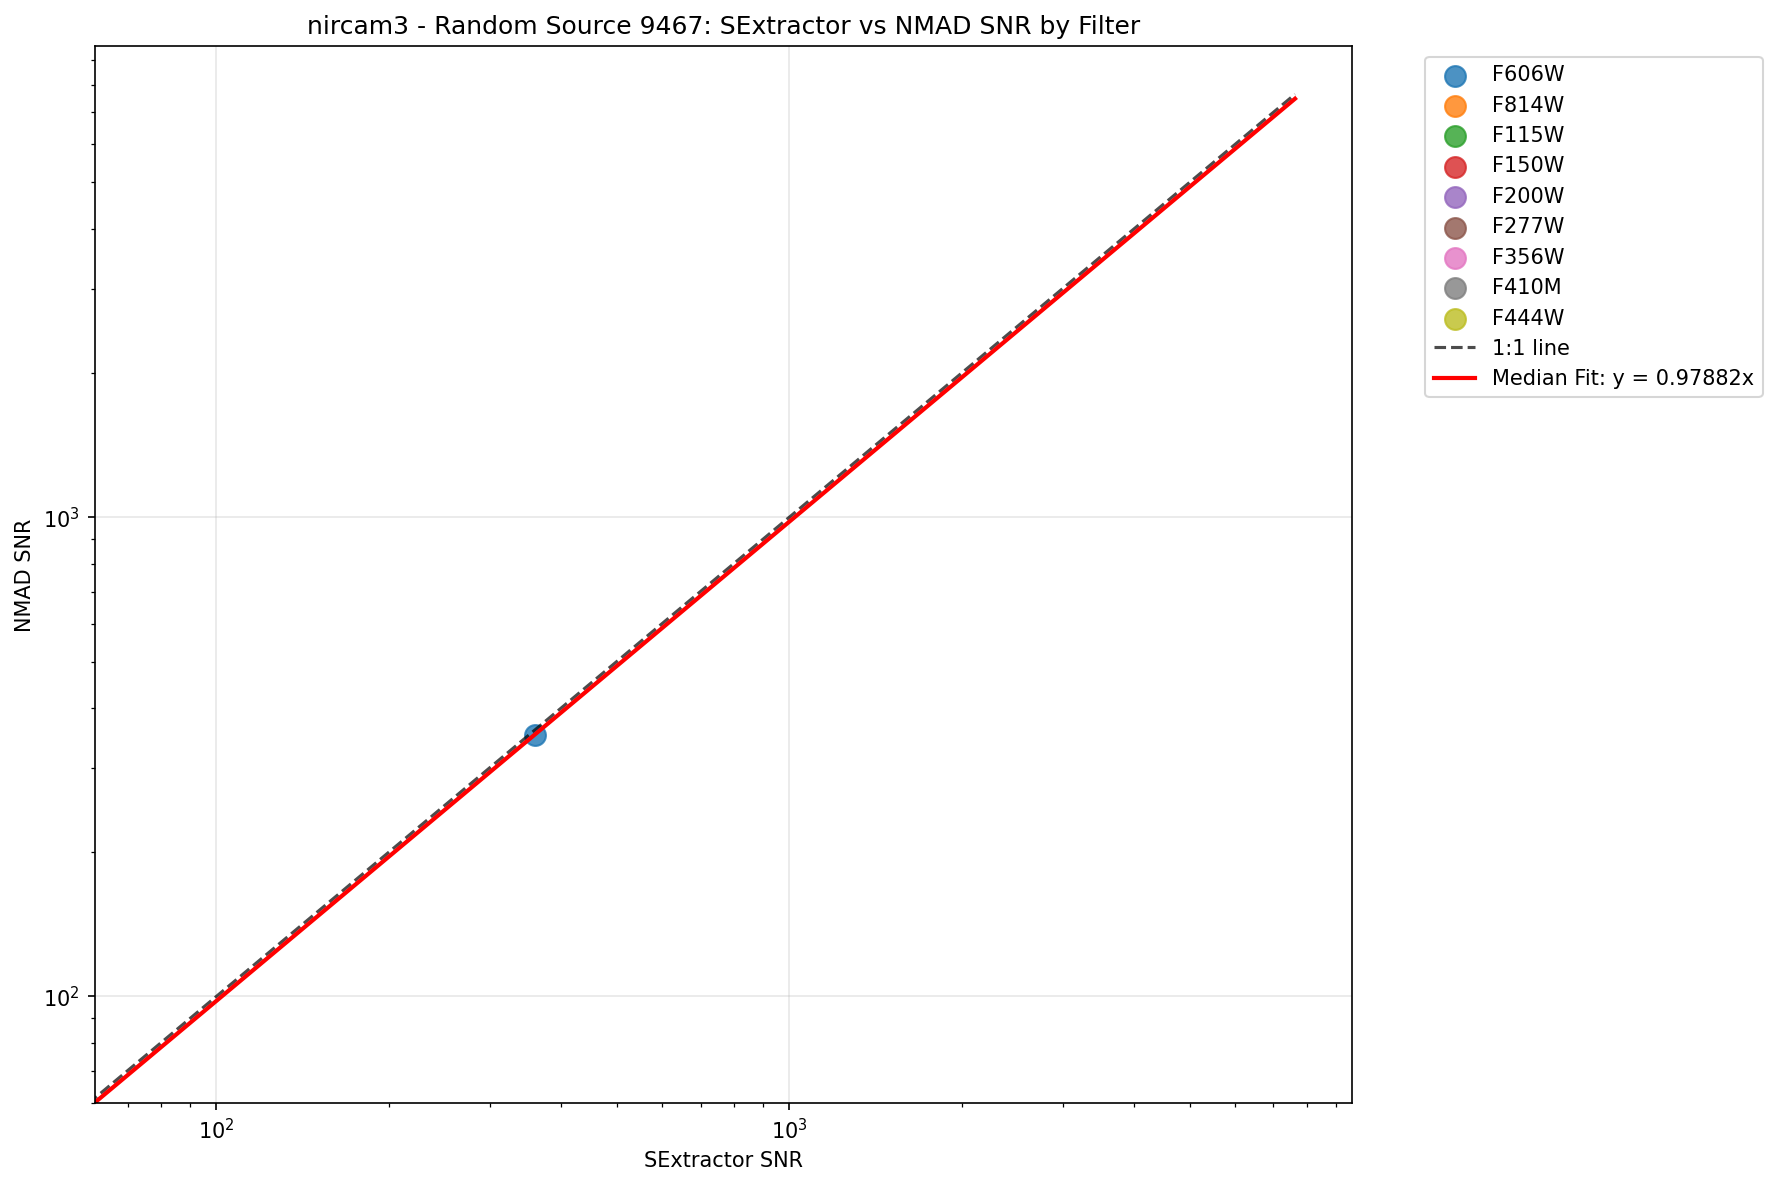 nircam3 - Random Source 9467: SExtractor vs NMAD SNR by Filter
F606W
F814W
F115W
F150W
F200W
F277W
F356W
F410M
F444W
1:1 line
Median Fit: y = 0.97882x
NMAD SNR
10³
10²
10²
10³
SExtractor SNR